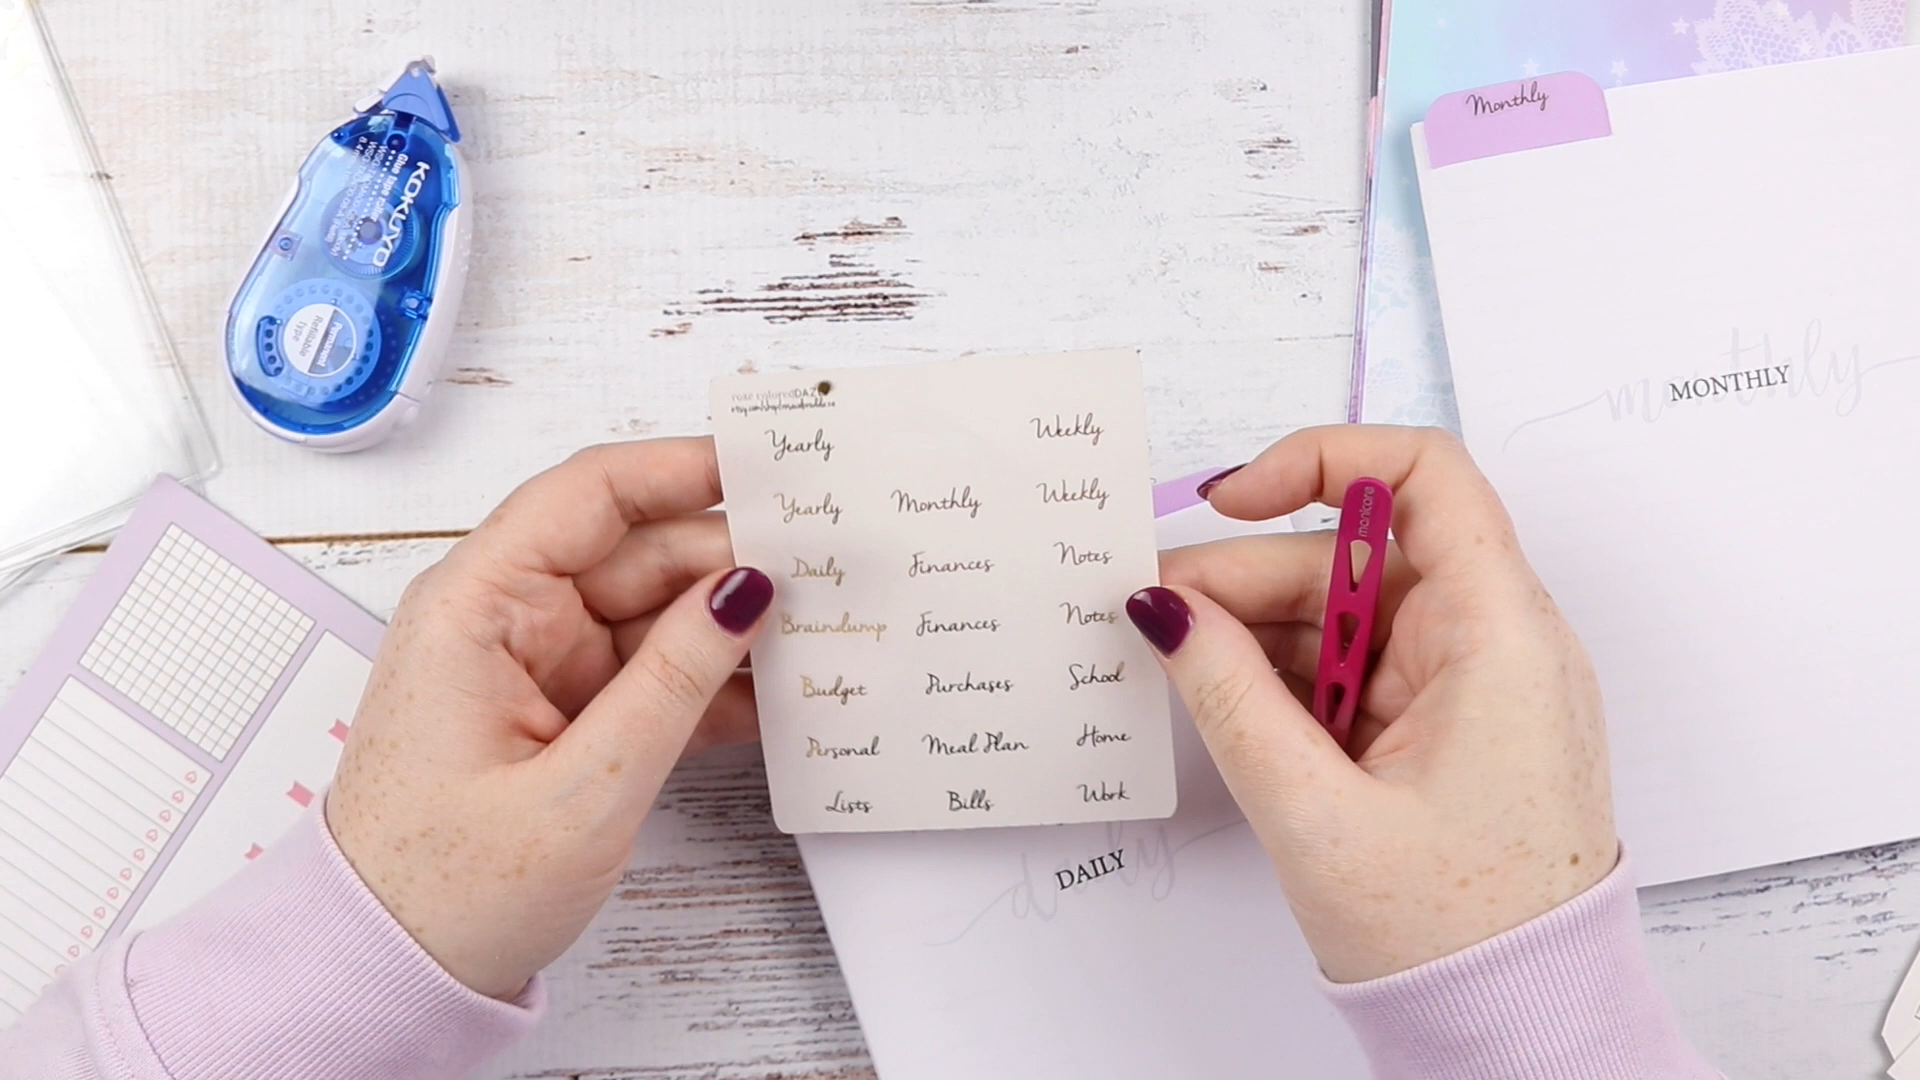 KOKUYO
Glue tape roller
Permanent
Refillable
Type
Monthly
monthly
MONTHLY
manicare
rose coloredDAZE
Yearly Weekly
Yearly Monthly Weekly
Daily Finances Notes
Braindump Finances Notes
Budget Purchases School
Personal Meal Plan Home
Lists Bills Work
daily
DAILY